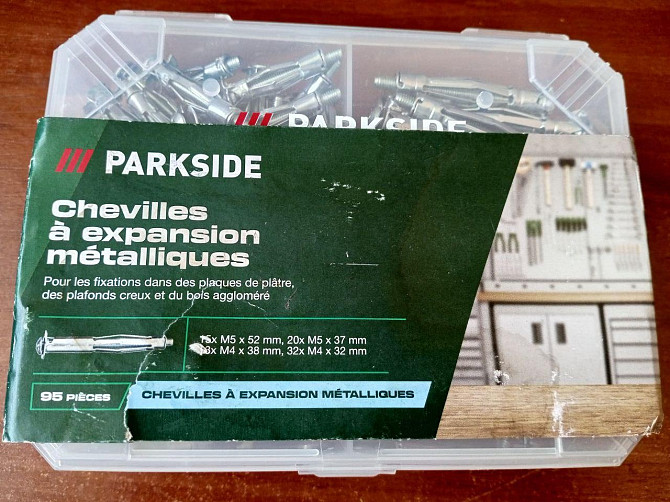 PARKSIDE
PARKSIDE
Chevilles
à expansion
métalliques
Pour les fixations dans des plaques de plâtre,
des plafonds creux et du bois aggloméré
15x M5 x 52 mm, 20x M5 x 37 mm
M4 x 38 mm, 32x M4 x 32 mm
95 PIÈCES
CHEVILLES À EXPANSION MÉTALLIQUES